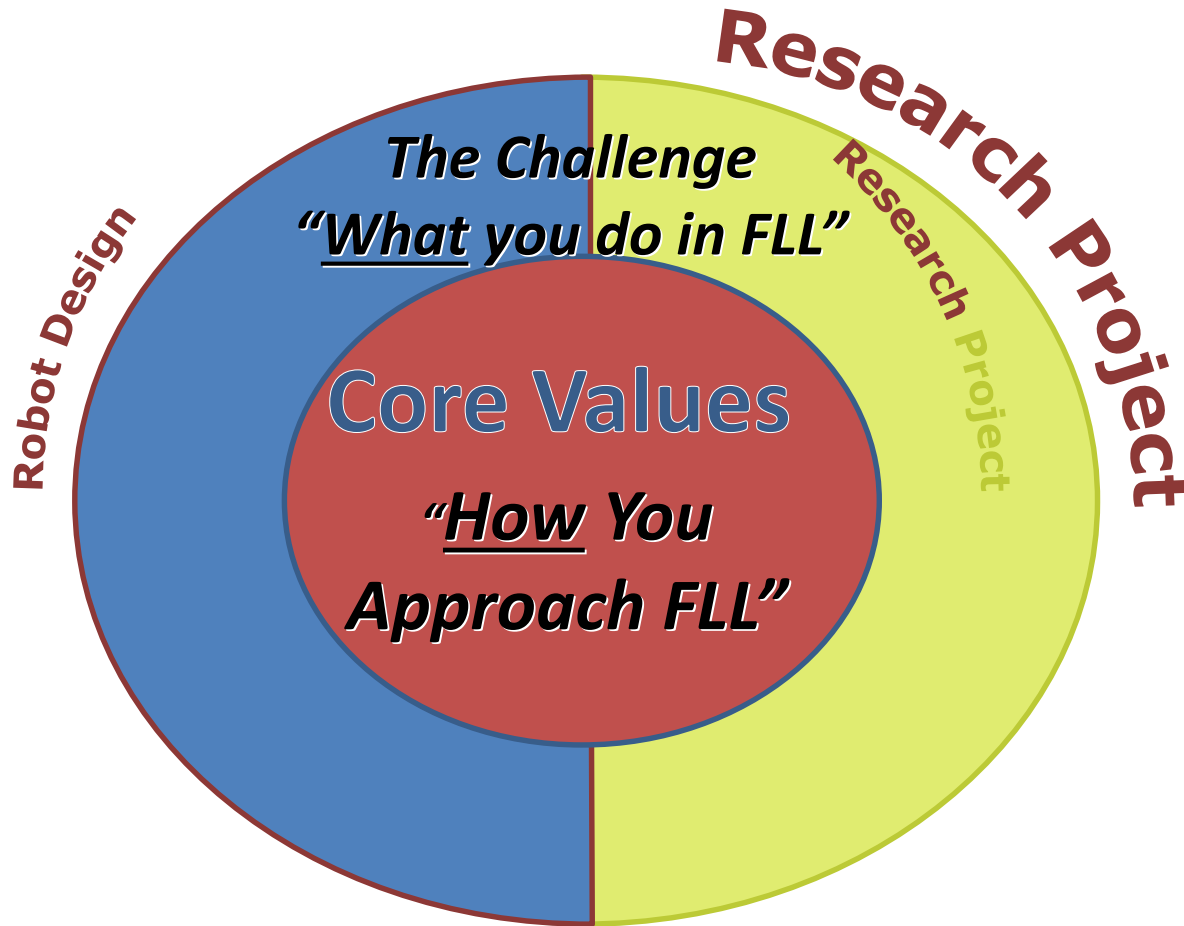 Research Project
The Challenge
“What you do in FLL”
Research Project
Robot Design
Core Values
“How You
Approach FLL”